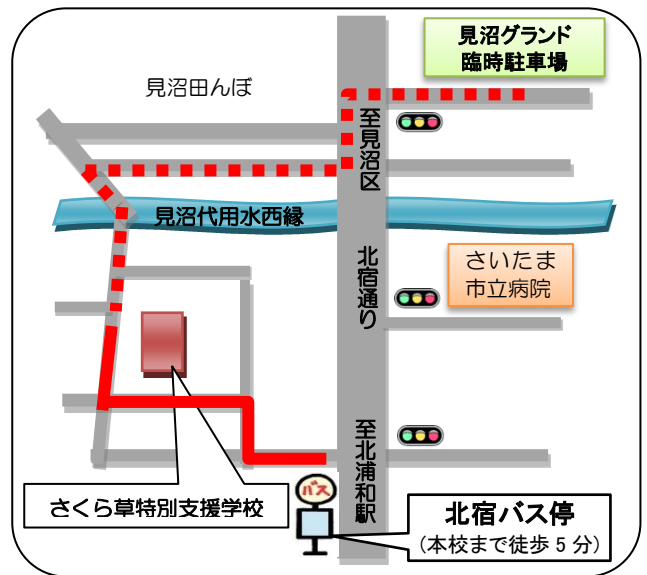 見沼グランド
臨時駐車場
見沼田んぼ
至見沼区
見沼代用水西縁
北宿通り
さいたま
市立病院
至北浦和駅
さくら草特別支援学校
バス
北宿バス停
(本校まで徒歩 5 分)